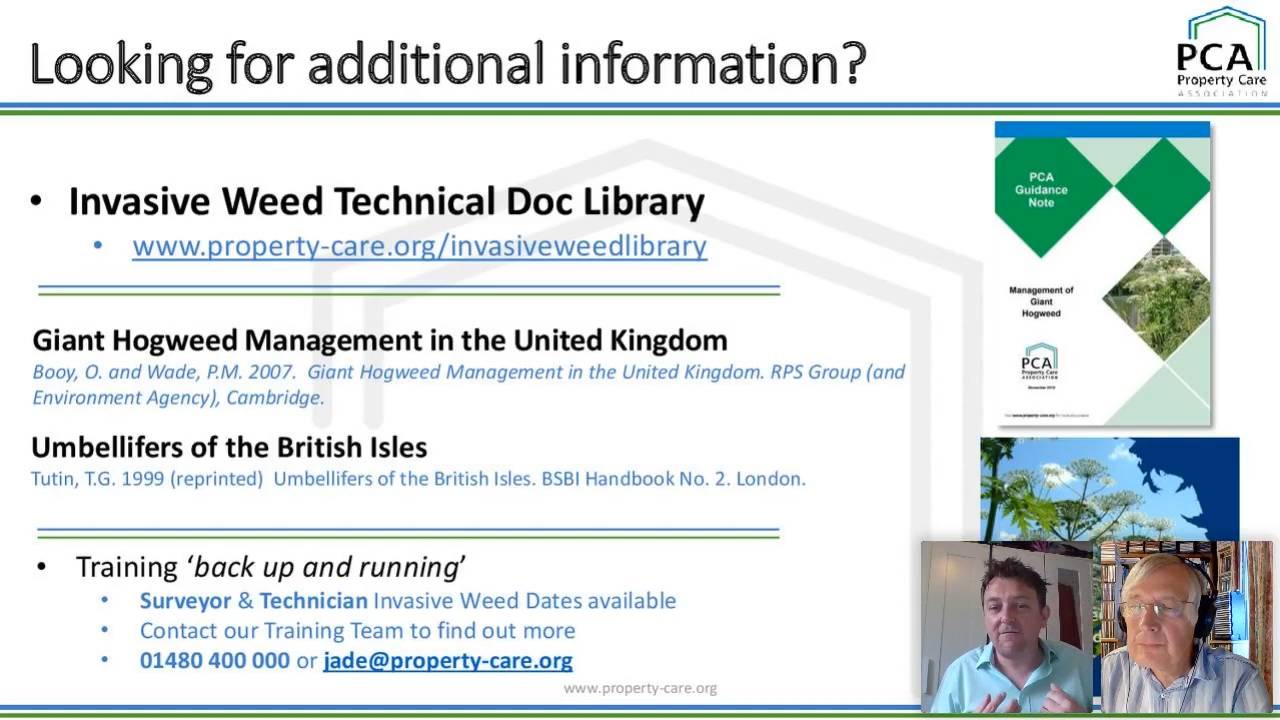 Looking for additional information?
PCA
Property Care
ASSOCIATION
• Invasive Weed Technical Doc Library
• www.property-care.org/invasiveweedlibrary
Giant Hogweed Management in the United Kingdom
Booy, O. and Wade, P.M. 2007. Giant Hogweed Management in the United Kingdom. RPS Group (and
Environment Agency), Cambridge.
Umbellifers of the British Isles
Tutin, T.G. 1999 (reprinted) Umbellifers of the British Isles. BSBI Handbook No. 2. London.
• Training ‘back up and running’
• Surveyor & Technician Invasive Weed Dates available
• Contact our Training Team to find out more
• 01480 400 000 or jade@property-care.org
www.property-care.org
PCA
Guidance
Note
Management of
Giant
Hogweed
PCA
Property Care
ASSOCIATION